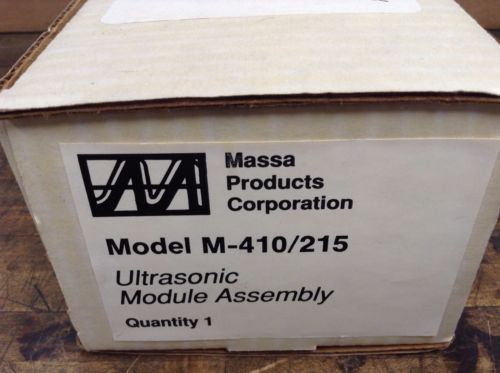 Massa
Products
Corporation
Model M-410/215
Ultrasonic
Module Assembly
Quantity 1